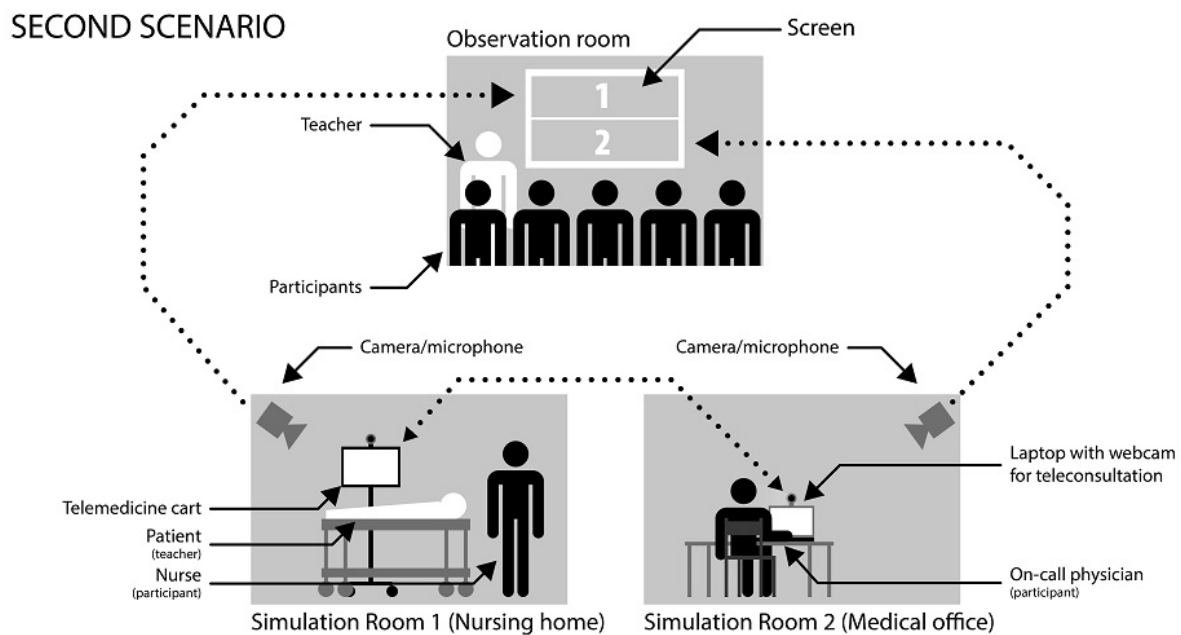 SECOND SCENARIO
Observation room
Screen
1
Teacher
2
Participants
Camera/microphone
Camera/microphone
Laptop with webcam
for teleconsultation
Telemedicine cart
Patient
(teacher)
Nurse
(participant)
On-call physician
(participant)
Simulation Room 1 (Nursing home)
Simulation Room 2 (Medical office)